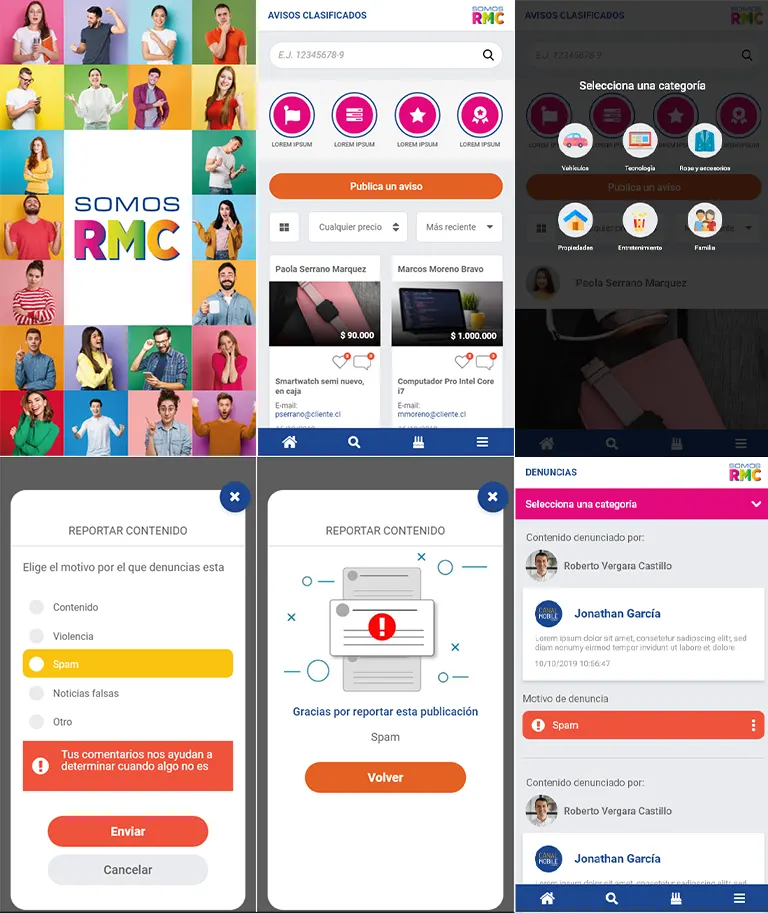 SOMOS
RMC
AVISOS CLASIFICADOS
SOMOS
RMC
E.J. 12345678-9
LOREM IPSUM
LOREM IPSUM
LOREM IPSUM
LOREM IPSUM
Publica un aviso
Cualquier precio
Más reciente
Paola Serrano Marquez
$ 90.000
Smartwatch semi nuevo,
en caja
E-mail:
pserrano@cliente.cl
Marcos Moreno Bravo
$ 1.000.000
Computador Pro Intel Core
i7
E-mail:
mmoreno@cliente.cl
AVISOS CLASIFICADOS
SOMOS
RMC
E.J. 12345678-9
Selecciona una categoría
Vehículos
Tecnología
Ropa y accesorios
Publica un aviso
Propiedades
Entretenimiento
Familia
Paola Serrano Marquez
REPORTAR CONTENIDO
Elige el motivo por el que denuncias esta
Contenido
Violencia
Spam
Noticias falsas
Otro
Tus comentarios nos ayudan a
determinar cuando algo no es
Enviar
Cancelar
REPORTAR CONTENIDO
Gracias por reportar esta publicación
Spam
Volver
DENUNCIAS
SOMOS
RMC
Selecciona una categoría
Contenido denunciado por:
Roberto Vergara Castillo
CANAL
MOBILE
Jonathan García
Lorem ipsum dolor sit amet, consetetur sadipscing elitr, sed
diam nonumy eirmod tempor invidunt ut labore et dolore
10/10/2019 10:56:47
Motivo de denuncia
Spam
Contenido denunciado por:
Roberto Vergara Castillo
CANAL
MOBILE
Jonathan García